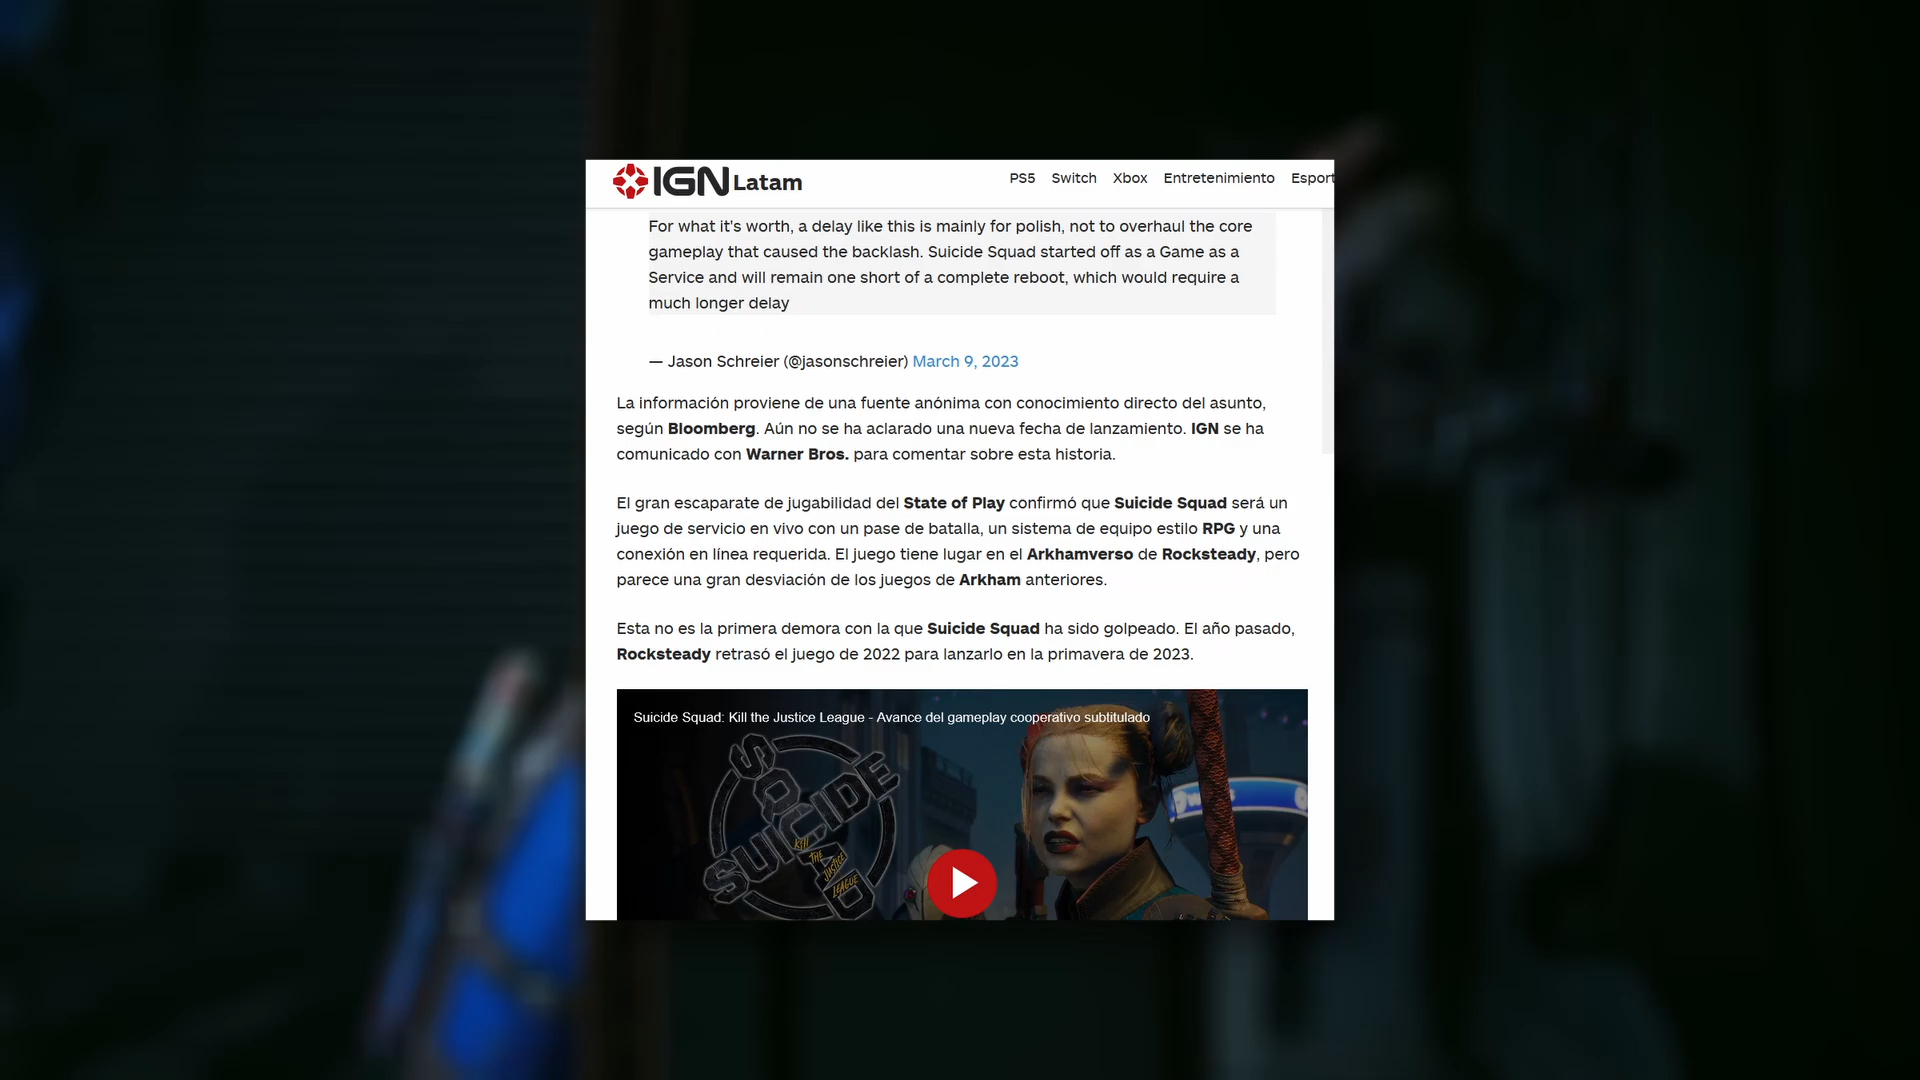 IGN Latam
PS5 Switch Xbox Entretenimiento Esport
For what it's worth, a delay like this is mainly for polish, not to overhaul the core
gameplay that caused the backlash. Suicide Squad started off as a Game as a
Service and will remain one short of a complete reboot, which would require a
much longer delay
— Jason Schreier (@jasonschreier) March 9, 2023
La información proviene de una fuente anónima con conocimiento directo del asunto,
según Bloomberg. Aún no se ha aclarado una nueva fecha de lanzamiento. IGN se ha
comunicado con Warner Bros. para comentar sobre esta historia.
El gran escaparate de jugabilidad del State of Play confirmó que Suicide Squad será un
juego de servicio en vivo con un pase de batalla, un sistema de equipo estilo RPG y una
conexión en línea requerida. El juego tiene lugar en el Arkhamverso de Rocksteady, pero
parece una gran desviación de los juegos de Arkham anteriores.
Esta no es la primera demora con la que Suicide Squad ha sido golpeado. El año pasado,
Rocksteady retrasó el juego de 2022 para lanzarlo en la primavera de 2023.
Suicide Squad: Kill the Justice League - Avance del gameplay cooperativo subtitulado
SUICIDE
SQUAD
KILL
THE
JUSTICE
LEAGUE